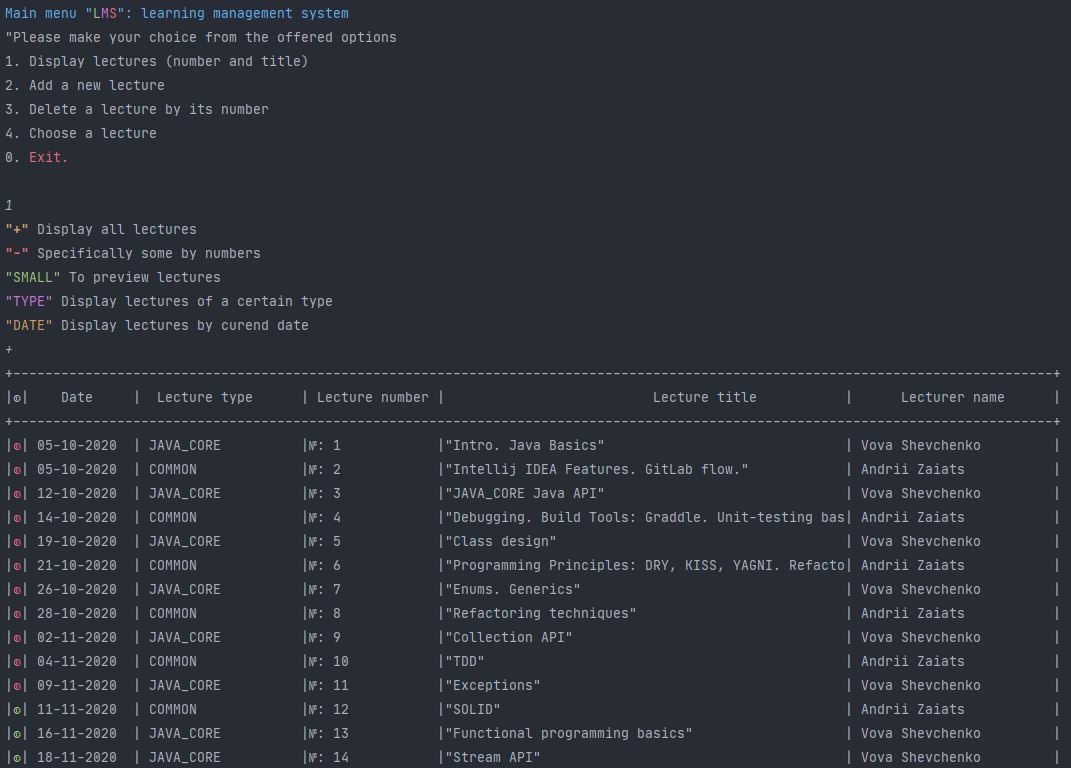 Main menu "LMS": learning management system
"Please make your choice from the offered options
1. Display lectures (number and title)
2. Add a new lecture
3. Delete a lecture by its number
4. Choose a lecture
0. Exit.
1
"+" Display all lectures
"-" Specifically some by numbers
"SMALL" To preview lectures
"TYPE" Display lectures of a certain type
"DATE" Display lectures by curend date
+
|⊙| Date | Lecture type | Lecture number | Lecture title | Lecturer name |
|⊙| 05-10-2020 | JAVA_CORE |№: 1 |"Intro. Java Basics" | Vova Shevchenko |
|⊙| 05-10-2020 | COMMON |№: 2 |"Intellij IDEA Features. GitLab flow." | Andrii Zaiats |
|⊙| 12-10-2020 | JAVA_CORE |№: 3 |"JAVA_CORE Java API" | Vova Shevchenko |
|⊙| 14-10-2020 | COMMON |№: 4 |"Debugging. Build Tools: Graddle. Unit-testing bas| Andrii Zaiats |
|⊙| 19-10-2020 | JAVA_CORE |№: 5 |"Class design" | Vova Shevchenko |
|⊙| 21-10-2020 | COMMON |№: 6 |"Programming Principles: DRY, KISS, YAGNI. Refacto| Andrii Zaiats |
|⊙| 26-10-2020 | JAVA_CORE |№: 7 |"Enums. Generics" | Vova Shevchenko |
|⊙| 28-10-2020 | COMMON |№: 8 |"Refactoring techniques" | Andrii Zaiats |
|⊙| 02-11-2020 | JAVA_CORE |№: 9 |"Collection API" | Vova Shevchenko |
|⊙| 04-11-2020 | COMMON |№: 10 |"TDD" | Andrii Zaiats |
|⊙| 09-11-2020 | JAVA_CORE |№: 11 |"Exceptions" | Vova Shevchenko |
|⊙| 11-11-2020 | COMMON |№: 12 |"SOLID" | Andrii Zaiats |
|⊙| 16-11-2020 | JAVA_CORE |№: 13 |"Functional programming basics" | Vova Shevchenko |
|⊙| 18-11-2020 | JAVA_CORE |№: 14 |"Stream API" | Vova Shevchenko |